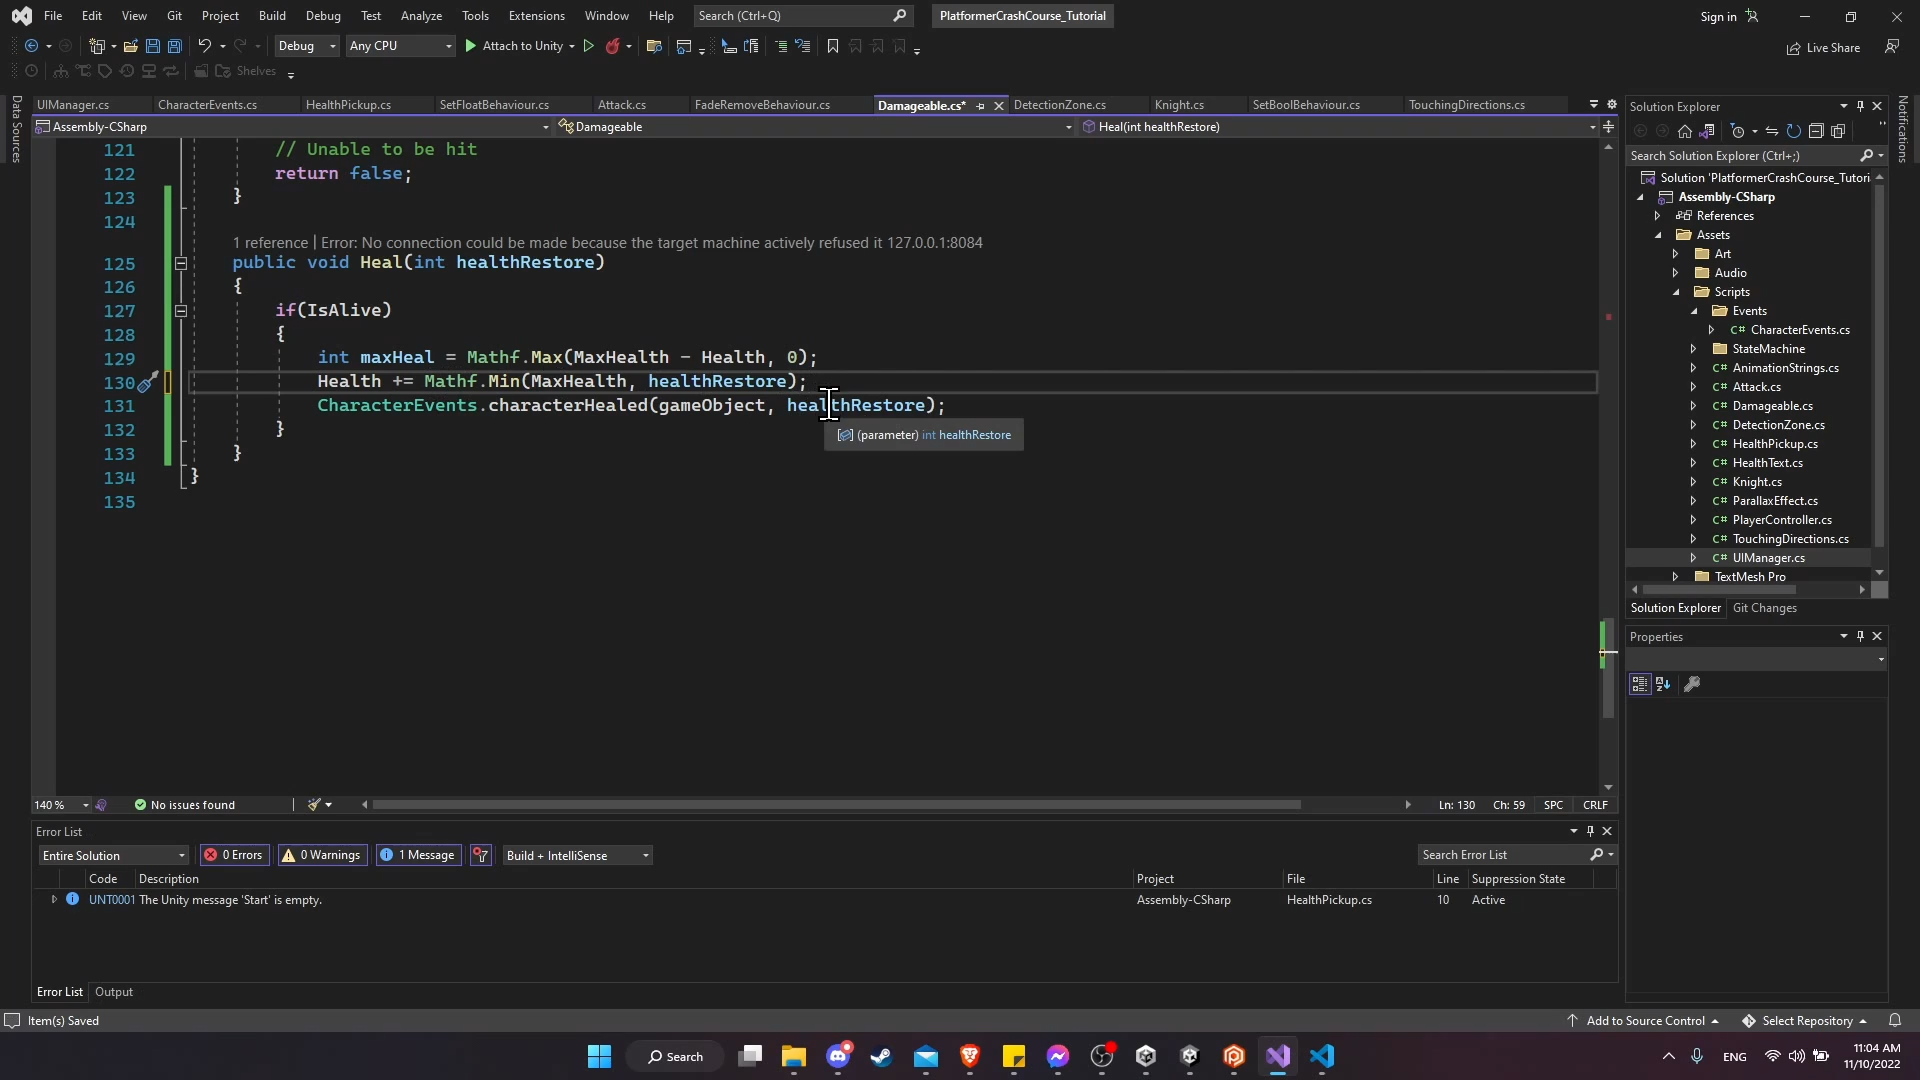 File Edit View Git Project Build Debug Test Analyze Tools Extensions Window Help Search (Ctrl+Q) PlatformerCrashCourse_Tutorial Sign in
Debug Any CPU Attach to Unity Live Share
Shelves
UIManager.cs CharacterEvents.cs HealthPickup.cs SetFloatBehaviour.cs Attack.cs FadeRemoveBehaviour.cs Damageable.cs* DetectionZone.cs Knight.cs SetBoolBehaviour.cs TouchingDirections.cs
Assembly-CSharp Damageable Heal(int healthRestore)
Data Sources
121 // Unable to be hit
122 return false;
123 }
124
1 reference | Error: No connection could be made because the target machine actively refused it 127.0.0.1:8084
125 public void Heal(int healthRestore)
126 {
127 if(IsAlive)
128 {
129 int maxHeal = Mathf.Max(MaxHealth - Health, 0);
130 Health += Mathf.Min(MaxHealth, healthRestore);
131 CharacterEvents.characterHealed(gameObject, healthRestore);
132 }
(parameter) int healthRestore
133 }
134 }
135
140 % No issues found Ln: 130 Ch: 59 SPC CRLF
Error List
Entire Solution 0 Errors 0 Warnings 1 Message Build + IntelliSense Search Error List
Code Description Project File Line Suppression State
UNT0001 The Unity message 'Start' is empty. Assembly-CSharp HealthPickup.cs 10 Active
Error List Output
Solution Explorer
Search Solution Explorer (Ctrl+;)
Solution 'PlatformerCrashCourse_Tutori
Assembly-CSharp
References
Assets
Art
Audio
Scripts
Events
C# CharacterEvents.cs
StateMachine
C# AnimationStrings.cs
C# Attack.cs
C# Damageable.cs
C# DetectionZone.cs
C# HealthPickup.cs
C# HealthText.cs
C# Knight.cs
C# ParallaxEffect.cs
C# PlayerController.cs
C# TouchingDirections.cs
C# UIManager.cs
TextMesh Pro
Solution Explorer Git Changes
Properties
Notifications
Item(s) Saved Add to Source Control Select Repository
Search ENG 11:04 AM
11/10/2022